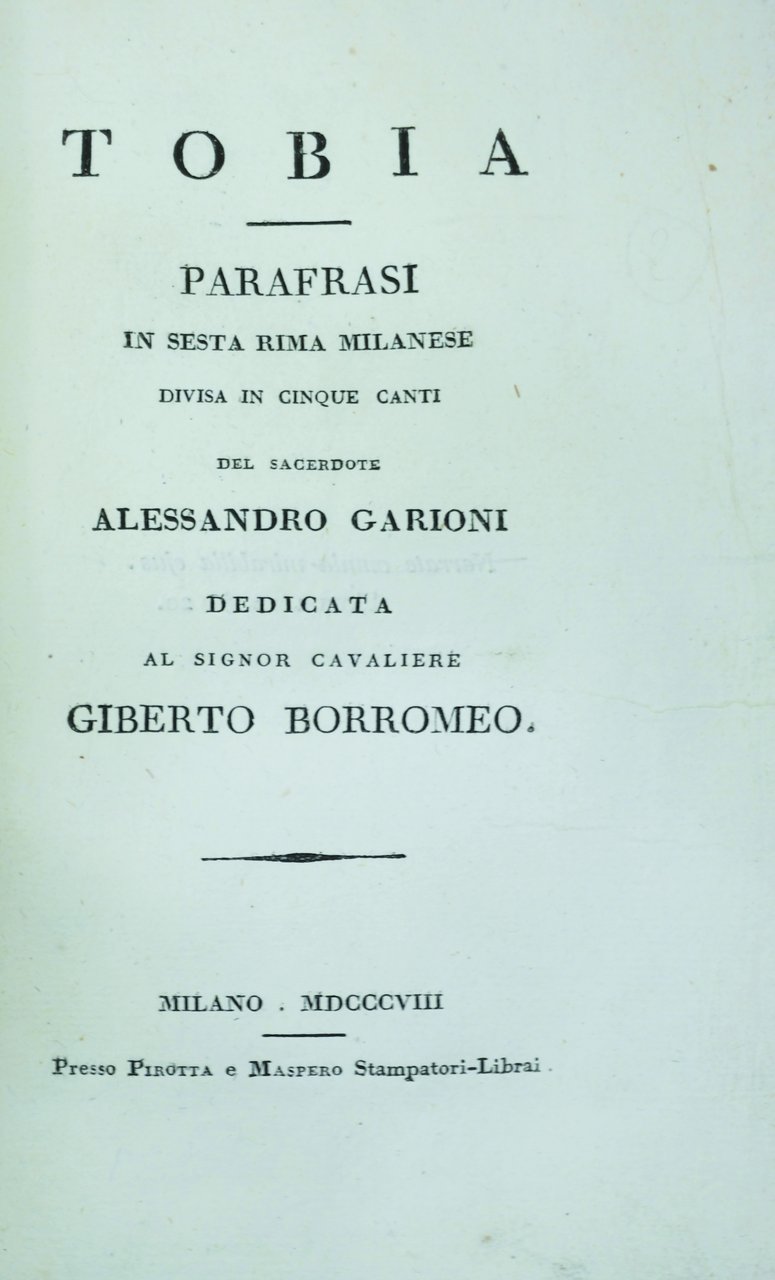 TOBIA
PARAFRASI
IN SESTA RIMA MILANESE
DIVISA IN CINQUE CANTI
DEL SACERDOTE
ALESSANDRO GARIONI
DEDICATA
AL SIGNOR CAVALIERE
GIBERTO BORROMEO.
MILANO . MDCCCVIII
Presso PIROTTA e MASPERO Stampatori-Librai.